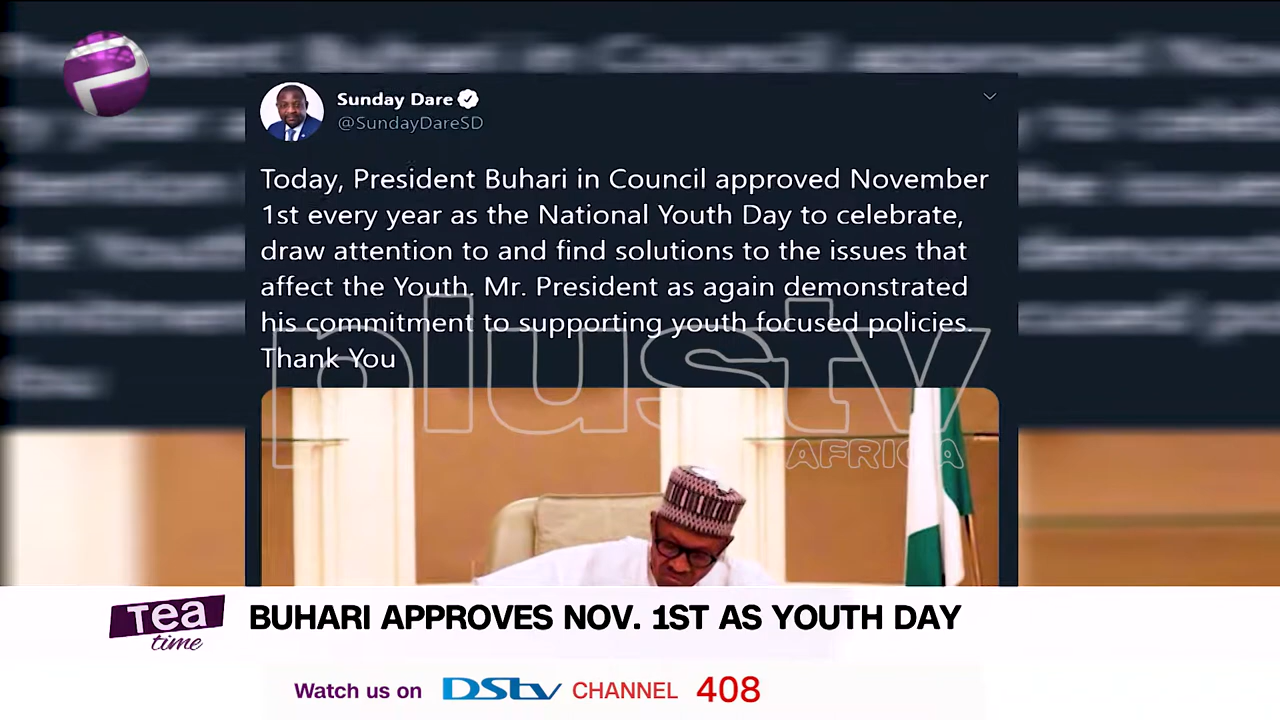 Sunday Dare
@SundayDareSD
Today, President Buhari in Council approved November
1st every year as the National Youth Day to celebrate,
draw attention to and find solutions to the issues that
affect the Youth. Mr. President as again demonstrated
his commitment to supporting youth focused policies.
Thank You
plustv
AFRICA
Tea
time
BUHARI APPROVES NOV. 1ST AS YOUTH DAY
Watch us on DStv CHANNEL 408